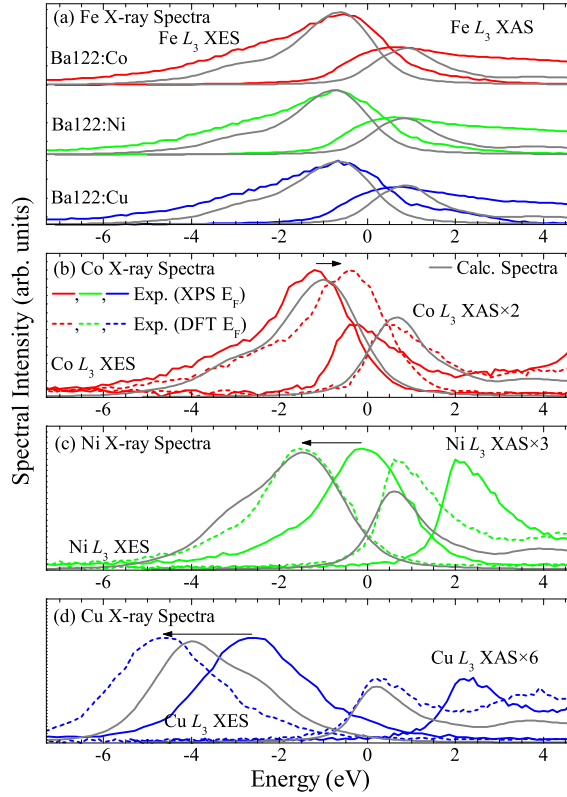 (a) Fe X-ray Spectra
Fe L3 XES
Fe L3 XAS
Ba122:Co
Ba122:Ni
Ba122:Cu
-6 -4 -2 0 2 4
(b) Co X-ray Spectra
Calc. Spectra
, , Exp. (XPS EF)
, , Exp. (DFT EF)
Co L3 XAS×2
Co L3 XES
-6 -4 -2 0 2 4
(c) Ni X-ray Spectra
Ni L3 XAS×3
Ni L3 XES
-6 -4 -2 0 2 4
(d) Cu X-ray Spectra
Cu L3 XAS×6
Cu L3 XES
-6 -4 -2 0 2 4
Energy (eV)
Spectral Intensity (arb. units)